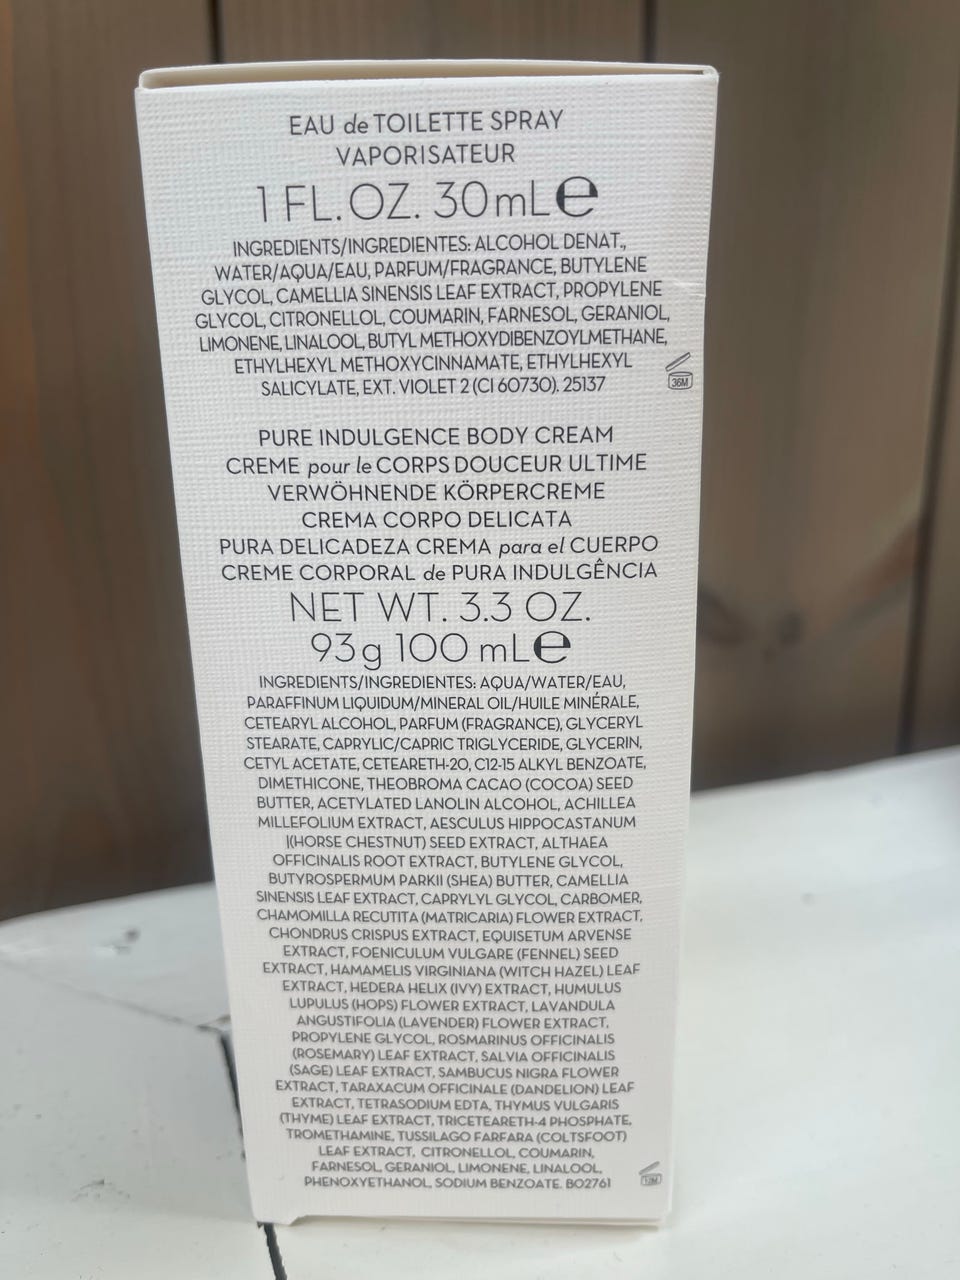 EAU de TOILETTE SPRAY
VAPORISATEUR
1 FL. OZ. 30 mL e
INGREDIENTS/INGREDIENTES: ALCOHOL DENAT.,
WATER/AQUA/EAU, PARFUM/FRAGRANCE, BUTYLENE
GLYCOL, CAMELLIA SINENSIS LEAF EXTRACT, PROPYLENE
GLYCOL, CITRONELLOL, COUMARIN, FARNESOL, GERANIOL,
LIMONENE, LINALOOL, BUTYL METHOXYDIBENZOYLMETHANE,
ETHYLHEXYL METHOXYCINNAMATE, ETHYLHEXYL
SALICYLATE, EXT. VIOLET 2 (CI 60730). 25137
36M
PURE INDULGENCE BODY CREAM
CREME pour le CORPS DOUCEUR ULTIME
VERWÖHNENDE KÖRPERCREME
CREMA CORPO DELICATA
PURA DELICADEZA CREMA para el CUERPO
CREME CORPORAL de PURA INDULGÊNCIA
NET WT. 3.3 OZ.
93g 100 mL e
INGREDIENTS/INGREDIENTES: AQUA/WATER/EAU,
PARAFFINUM LIQUIDUM/MINERAL OIL/HUILE MINÉRALE,
CETEARYL ALCOHOL, PARFUM (FRAGRANCE), GLYCERYL
STEARATE, CAPRYLIC/CAPRIC TRIGLYCERIDE, GLYCERIN,
CETYL ACETATE, CETEARETH-20, C12-15 ALKYL BENZOATE,
DIMETHICONE, THEOBROMA CACAO (COCOA) SEED
BUTTER, ACETYLATED LANOLIN ALCOHOL, ACHILLEA
MILLEFOLIUM EXTRACT, AESCULUS HIPPOCASTANUM
(HORSE CHESTNUT) SEED EXTRACT, ALTHAEA
OFFICINALIS ROOT EXTRACT, BUTYLENE GLYCOL,
BUTYROSPERMUM PARKII (SHEA) BUTTER, CAMELLIA
SINENSIS LEAF EXTRACT, CAPRYLYL GLYCOL, CARBOMER,
CHAMOMILLA RECUTITA (MATRICARIA) FLOWER EXTRACT,
CHONDRUS CRISPUS EXTRACT, EQUISETUM ARVENSE
EXTRACT, FOENICULUM VULGARE (FENNEL) SEED
EXTRACT, HAMAMELIS VIRGINIANA (WITCH HAZEL) LEAF
EXTRACT, HEDERA HELIX (IVY) EXTRACT, HUMULUS
LUPULUS (HOPS) FLOWER EXTRACT, LAVANDULA
ANGUSTIFOLIA (LAVENDER) FLOWER EXTRACT,
PROPYLENE GLYCOL, ROSMARINUS OFFICINALIS
(ROSEMARY) LEAF EXTRACT, SALVIA OFFICINALIS
(SAGE) LEAF EXTRACT, SAMBUCUS NIGRA FLOWER
EXTRACT, TARAXACUM OFFICINALE (DANDELION) LEAF
EXTRACT, TETRASODIUM EDTA, THYMUS VULGARIS
(THYME) LEAF EXTRACT, TRICETEARETH-4 PHOSPHATE,
TROMETHAMINE, TUSSILAGO FARFARA (COLTSFOOT)
LEAF EXTRACT, CITRONELLOL, COUMARIN,
FARNESOL, GERANIOL, LIMONENE, LINALOOL,
PHENOXYETHANOL, SODIUM BENZOATE. B02761
12M